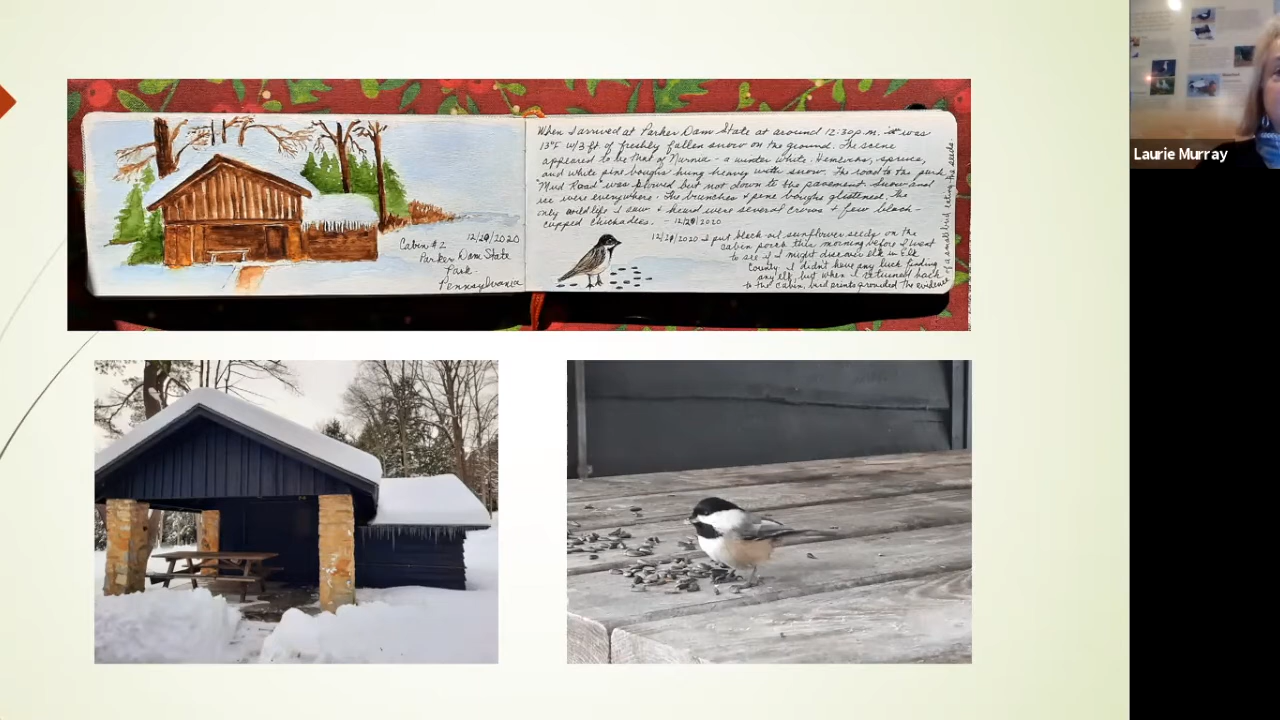 12/20/2020
Cabin #2
Parker Dam State
Park.
Pennsylvania
When I arrived at Parker Dam State at around 12:30p.m. it was
13°F w/3 ft of freshly fallen snow on the ground. The scene
appeared to be that of Narnia - a winter white. Hemlocks, spruce,
and white pine boughs hung heavy with snow. The road to the park
Mud Road was plowed but not down to the pavement. Snow and
ice were everywhere. The branches + pine boughs glistened. The
only wildlife I saw + heard were several crows + few black-
capped chickadees. - 12/20/2020
12/20/2020 I put black oil sunflower seeds on the
cabin porch this morning before I went
to see if I might discover elk in Elk
County. I didn't have any luck finding
any elk, but when I returned back
to the cabin, bird prints provided the evidence
of a small bird eating the seeds
Laurie Murray